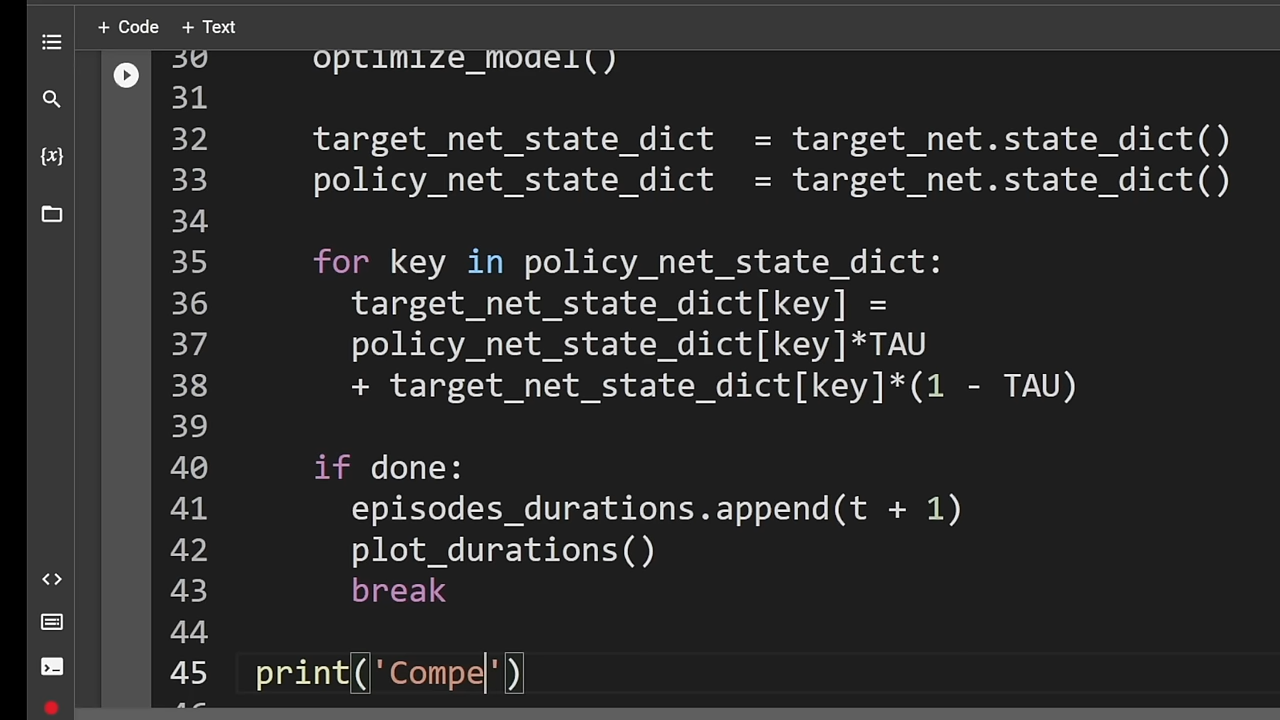 + Code + Text
30 optimize_model()
31
32 target_net_state_dict = target_net.state_dict()
33 policy_net_state_dict = target_net.state_dict()
34
35 for key in policy_net_state_dict:
36 target_net_state_dict[key] =
37 policy_net_state_dict[key]*TAU
38 + target_net_state_dict[key]*(1 - TAU)
39
40 if done:
41 episodes_durations.append(t + 1)
42 plot_durations()
43 break
44
45 print('Compe')